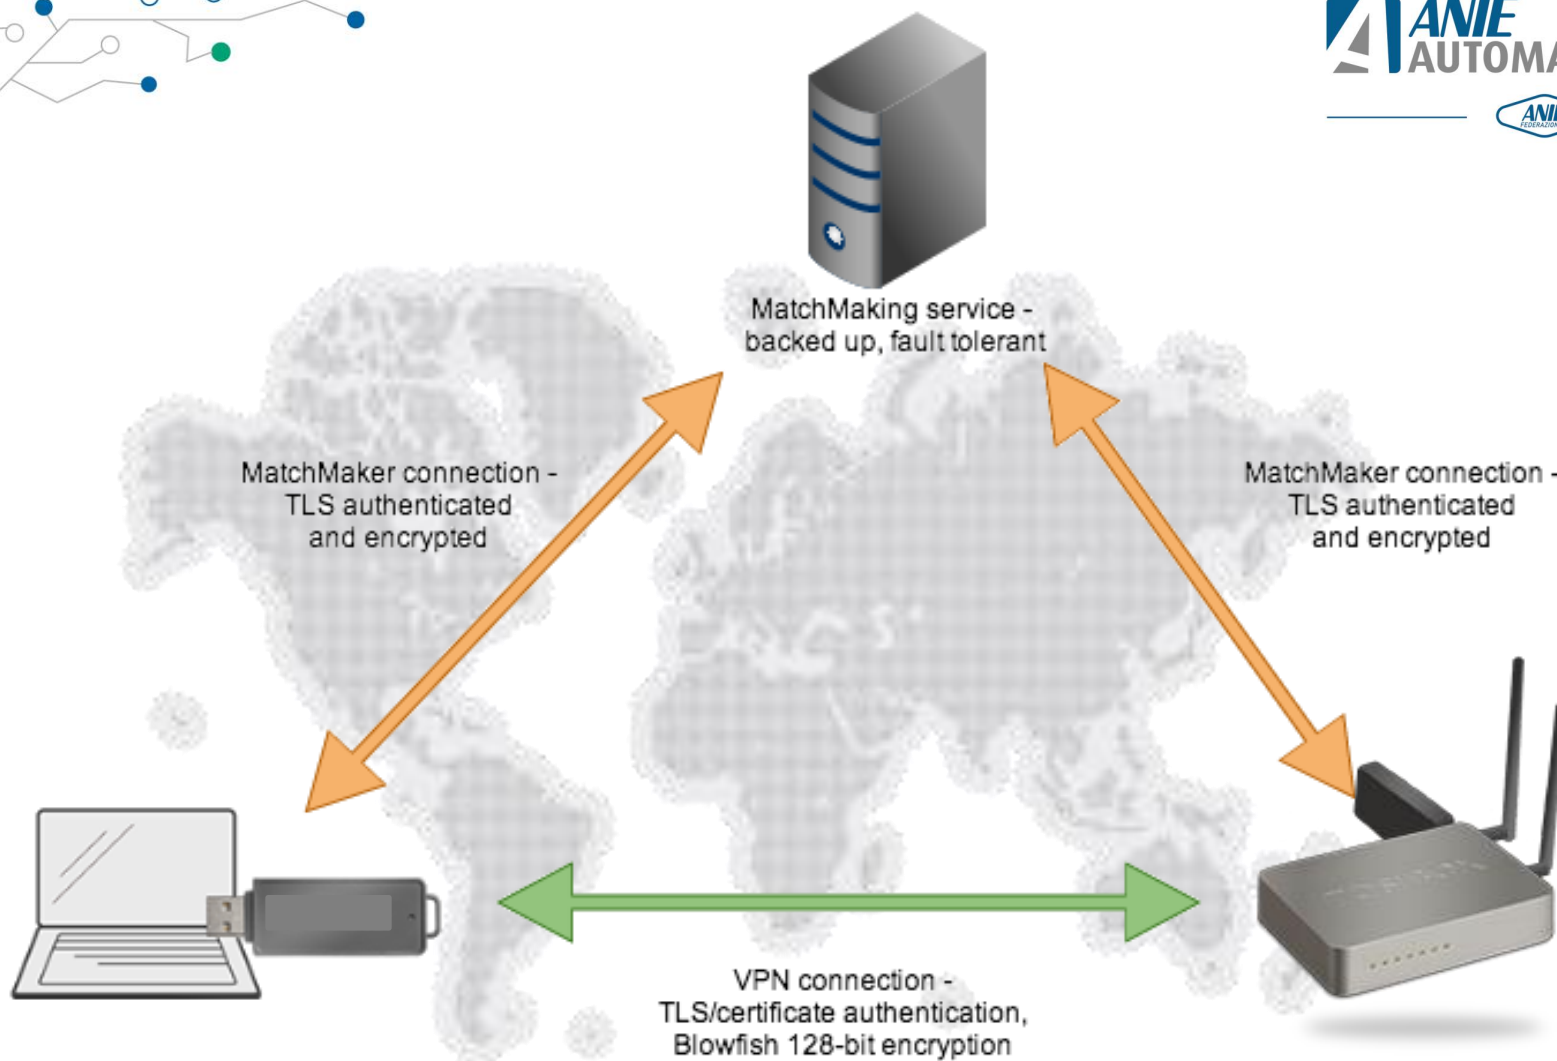 ANIE
AUTOMA
ANIE
MatchMaking service -
backed up, fault tolerant
MatchMaker connection -
TLS authenticated
and encrypted
MatchMaker connection -
TLS authenticated
and encrypted
VPN connection -
TLS/certificate authentication,
Blowfish 128-bit encryption